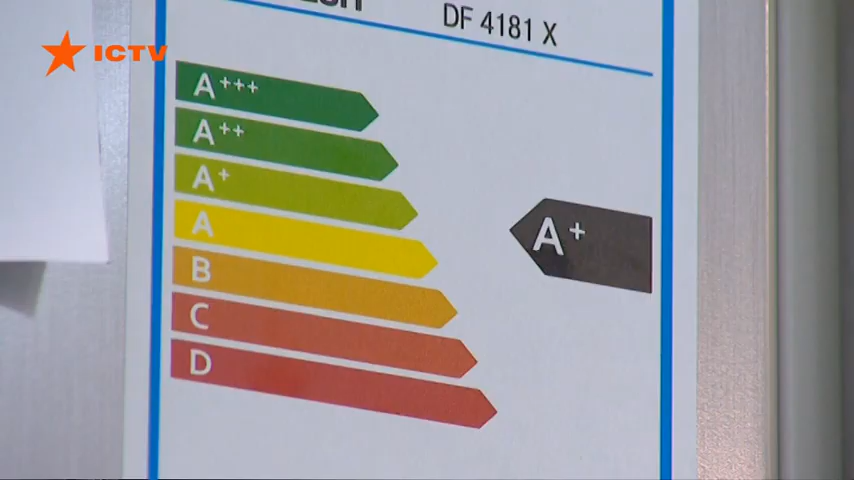 DF 4181 X
ICTV
A+++
A++
A+
A
B
C
D
A+